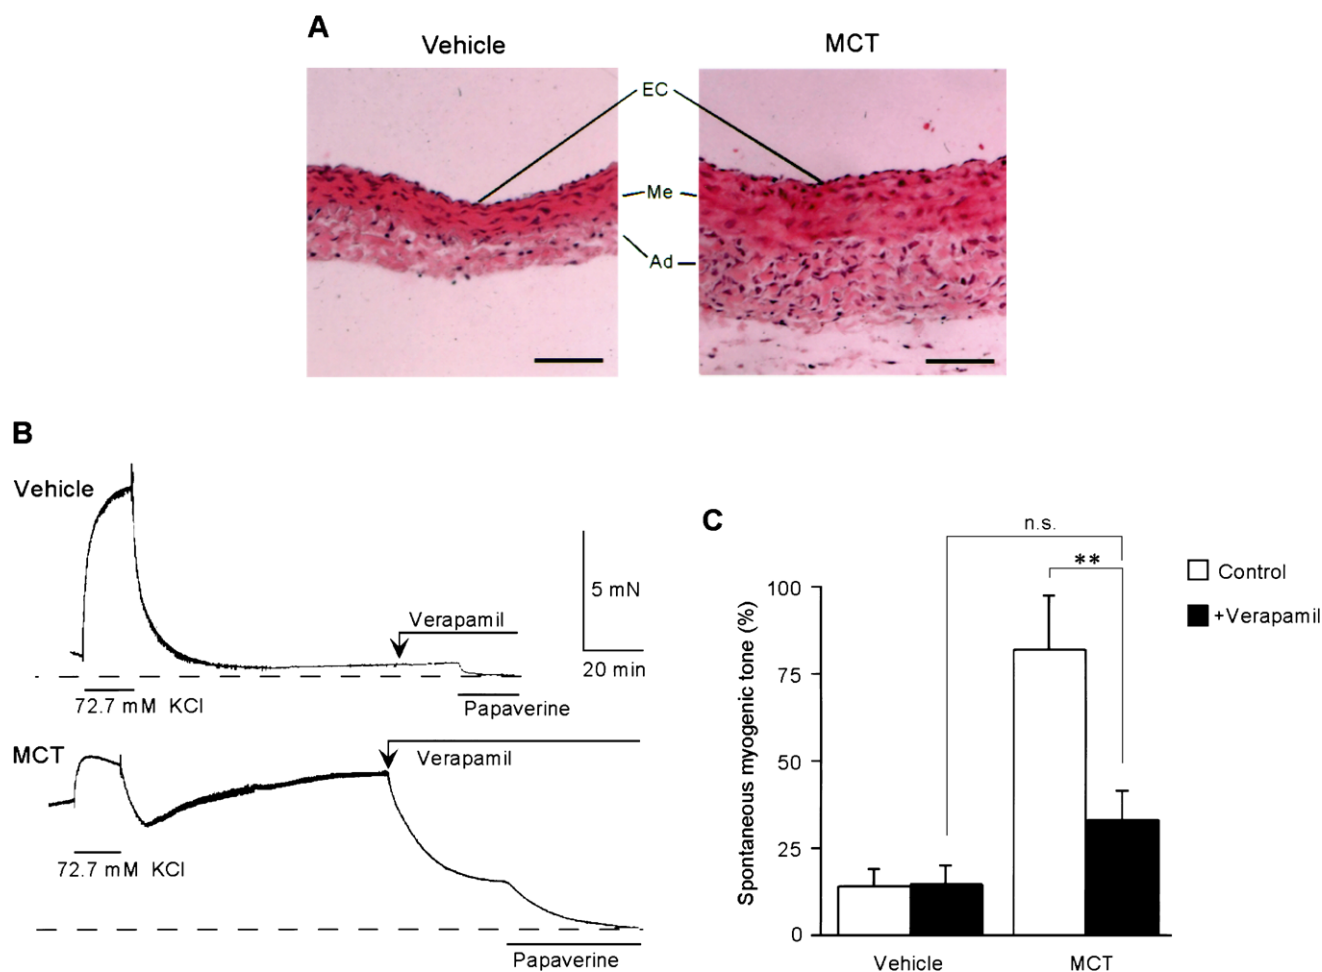 A
Vehicle
MCT
EC
Me
Ad
B
Vehicle
5 mN
Verapamil
20 min
72.7 mM KCl
Papaverine
MCT
Verapamil
72.7 mM KCl
Papaverine
C
n.s.
**
Control
+Verapamil
Spontaneous myogenic tone (%)
100
75
50
25
0
Vehicle
MCT